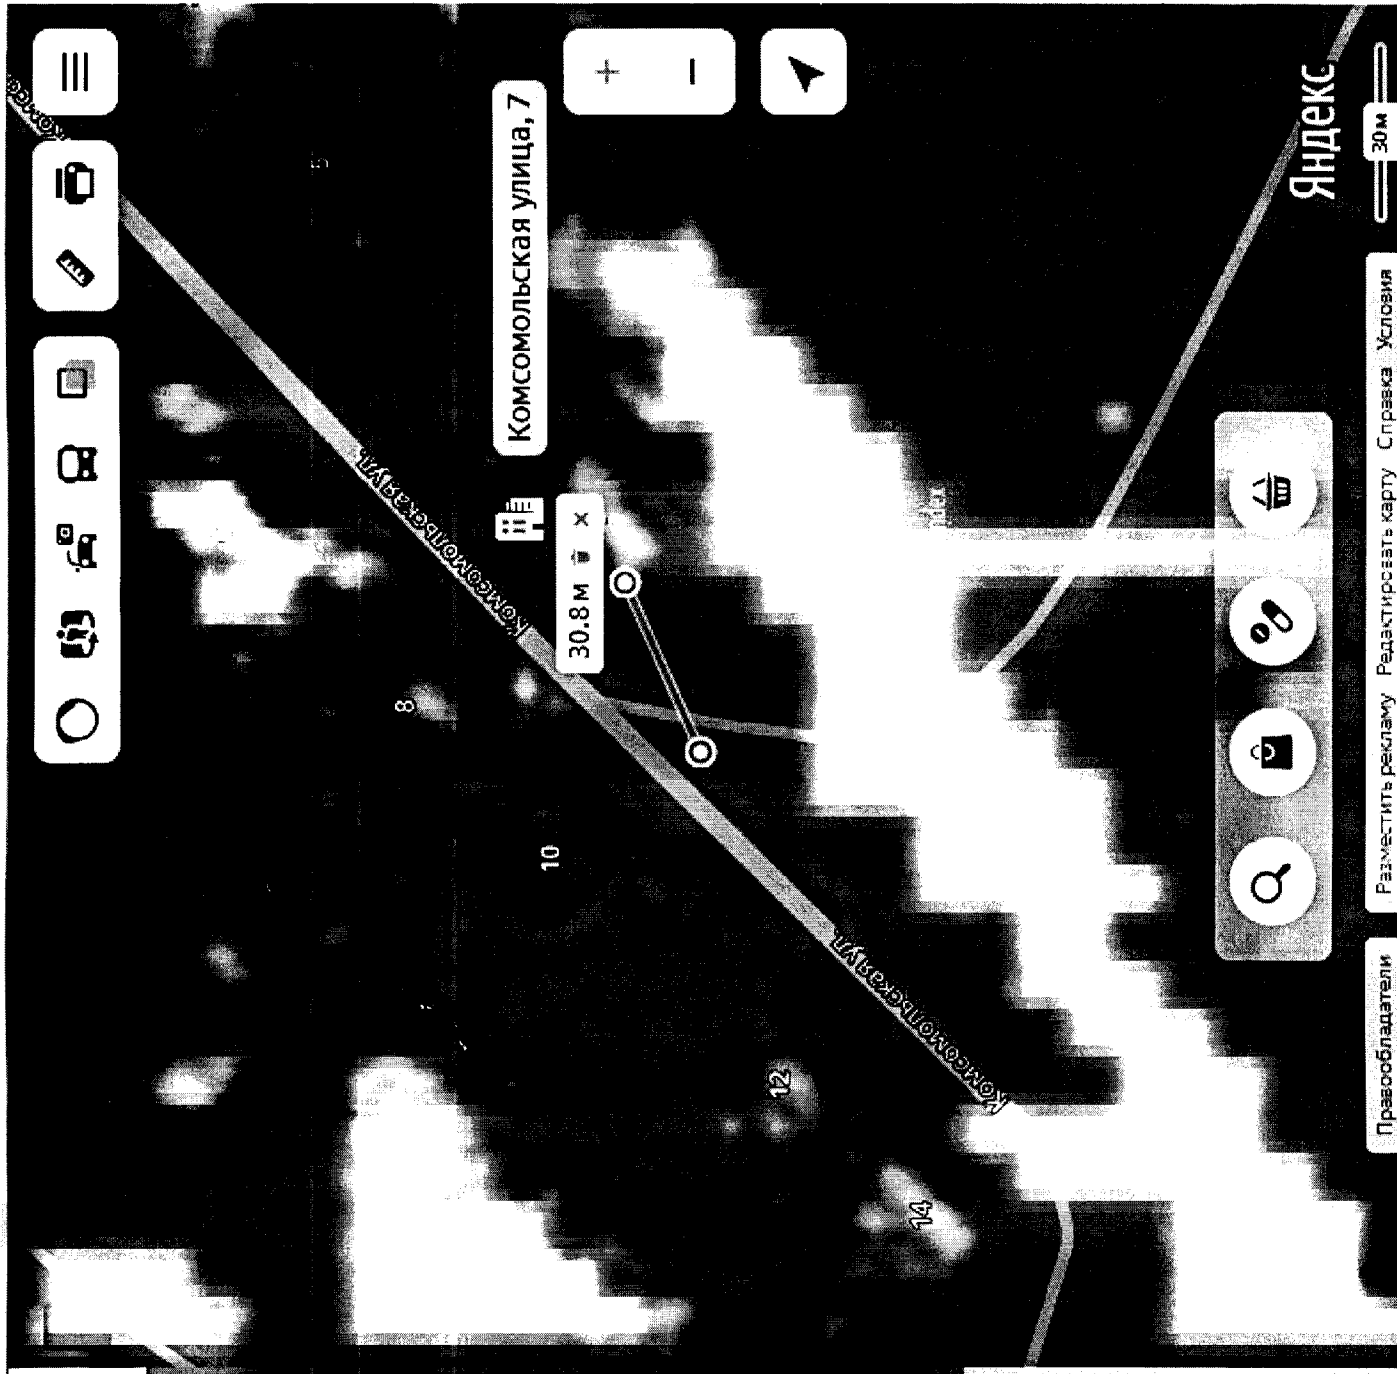 Комсомольская ул
Комсомольская ул
Комсомольская улица, 7
30.8 м
8
10
12
14
+
−
Яндекс
30 м
Правообладатели
Разместить рекламу Редактировать карту Справка Условия